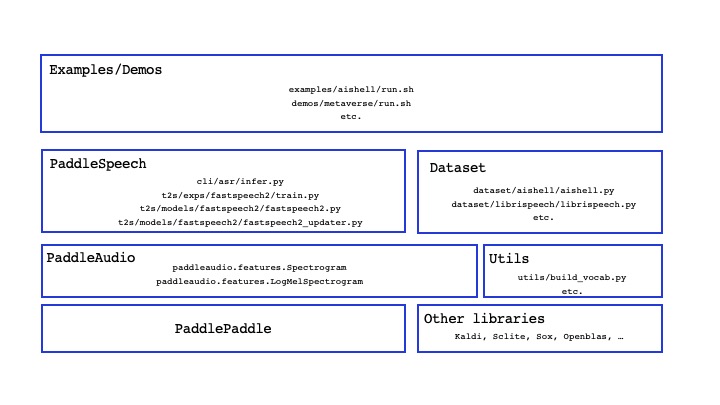 Examples/Demos
examples/aishell/run.sh
demos/metaverse/run.sh
etc.
PaddleSpeech
cli/asr/infer.py
t2s/exps/fastspeech2/train.py
t2s/models/fastspeech2/fastspeech2.py
t2s/models/fastspeech2/fastspeech2_updater.py
Dataset
dataset/aishell/aishell.py
dataset/librispeech/librispeech.py
etc.
PaddleAudio
paddleaudio.features.Spectrogram
paddleaudio.features.LogMelSpectrogram
Utils
utils/build_vocab.py
etc.
PaddlePaddle
Other libraries
Kaldi, Sclite, Sox, Openblas, …